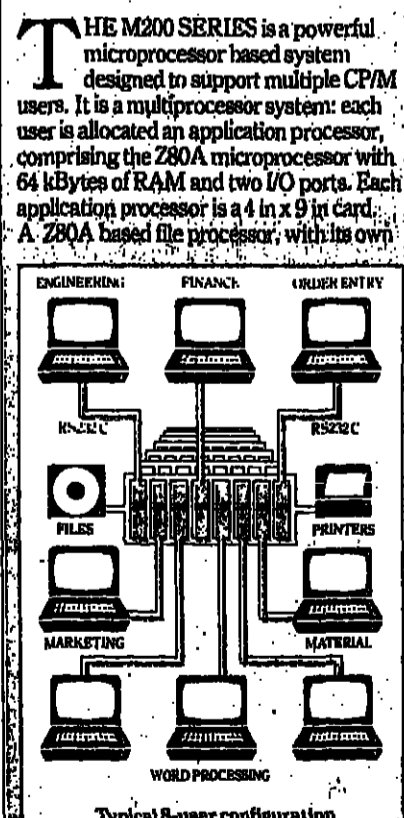 THE M200 SERIES is a powerful
microprocessor based system
designed to support multiple CP/M
users. It is a multiprocessor system: each
user is allocated an application processor,
comprising the Z80A microprocessor with
64 kBytes of RAM and two I/O ports. Each
application processor is a 4 in x 9 in card.
A Z80A based file processor, with its own
ENGINEERING FINANCE ORDER ENTRY
RS232C RS232C
FILES PRINTERS
MARKETING MATERIAL
WORD PROCESSING
Typical 8-user configuration